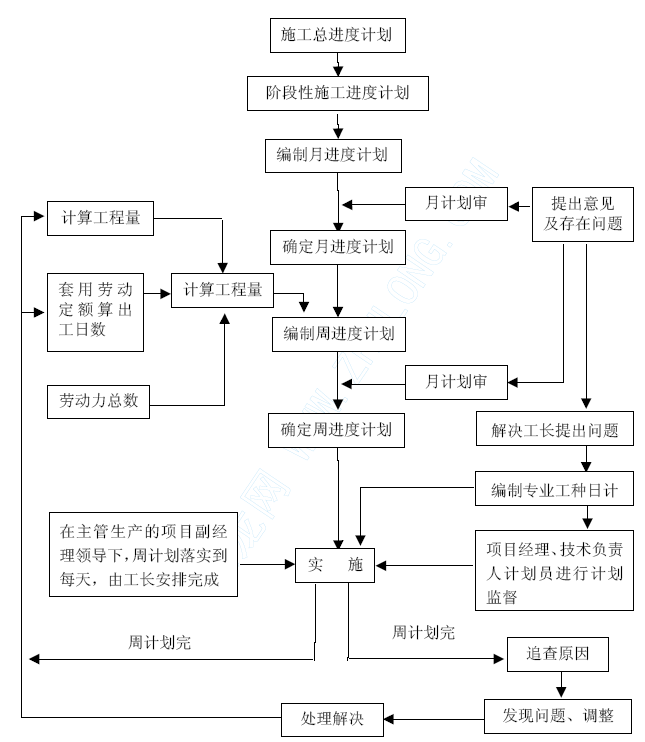 施工总进度计划
阶段性施工进度计划
编制月进度计划
月计划审
提出意见
及存在问题
计算工程量
确定月进度计划
套用劳动
定额算出
工日数
计算工程量
编制周进度计划
月计划审
劳动力总数
确定周进度计划
解决工长提出问题
编制专业工种日计
在主管生产的项目副经
理领导下，周计划落实到
每天，由工长安排完成
实 施
项目经理、技术负责
人计划员进行计划
监督
周计划完
周计划完
追查原因
处理解决
发现问题、调整